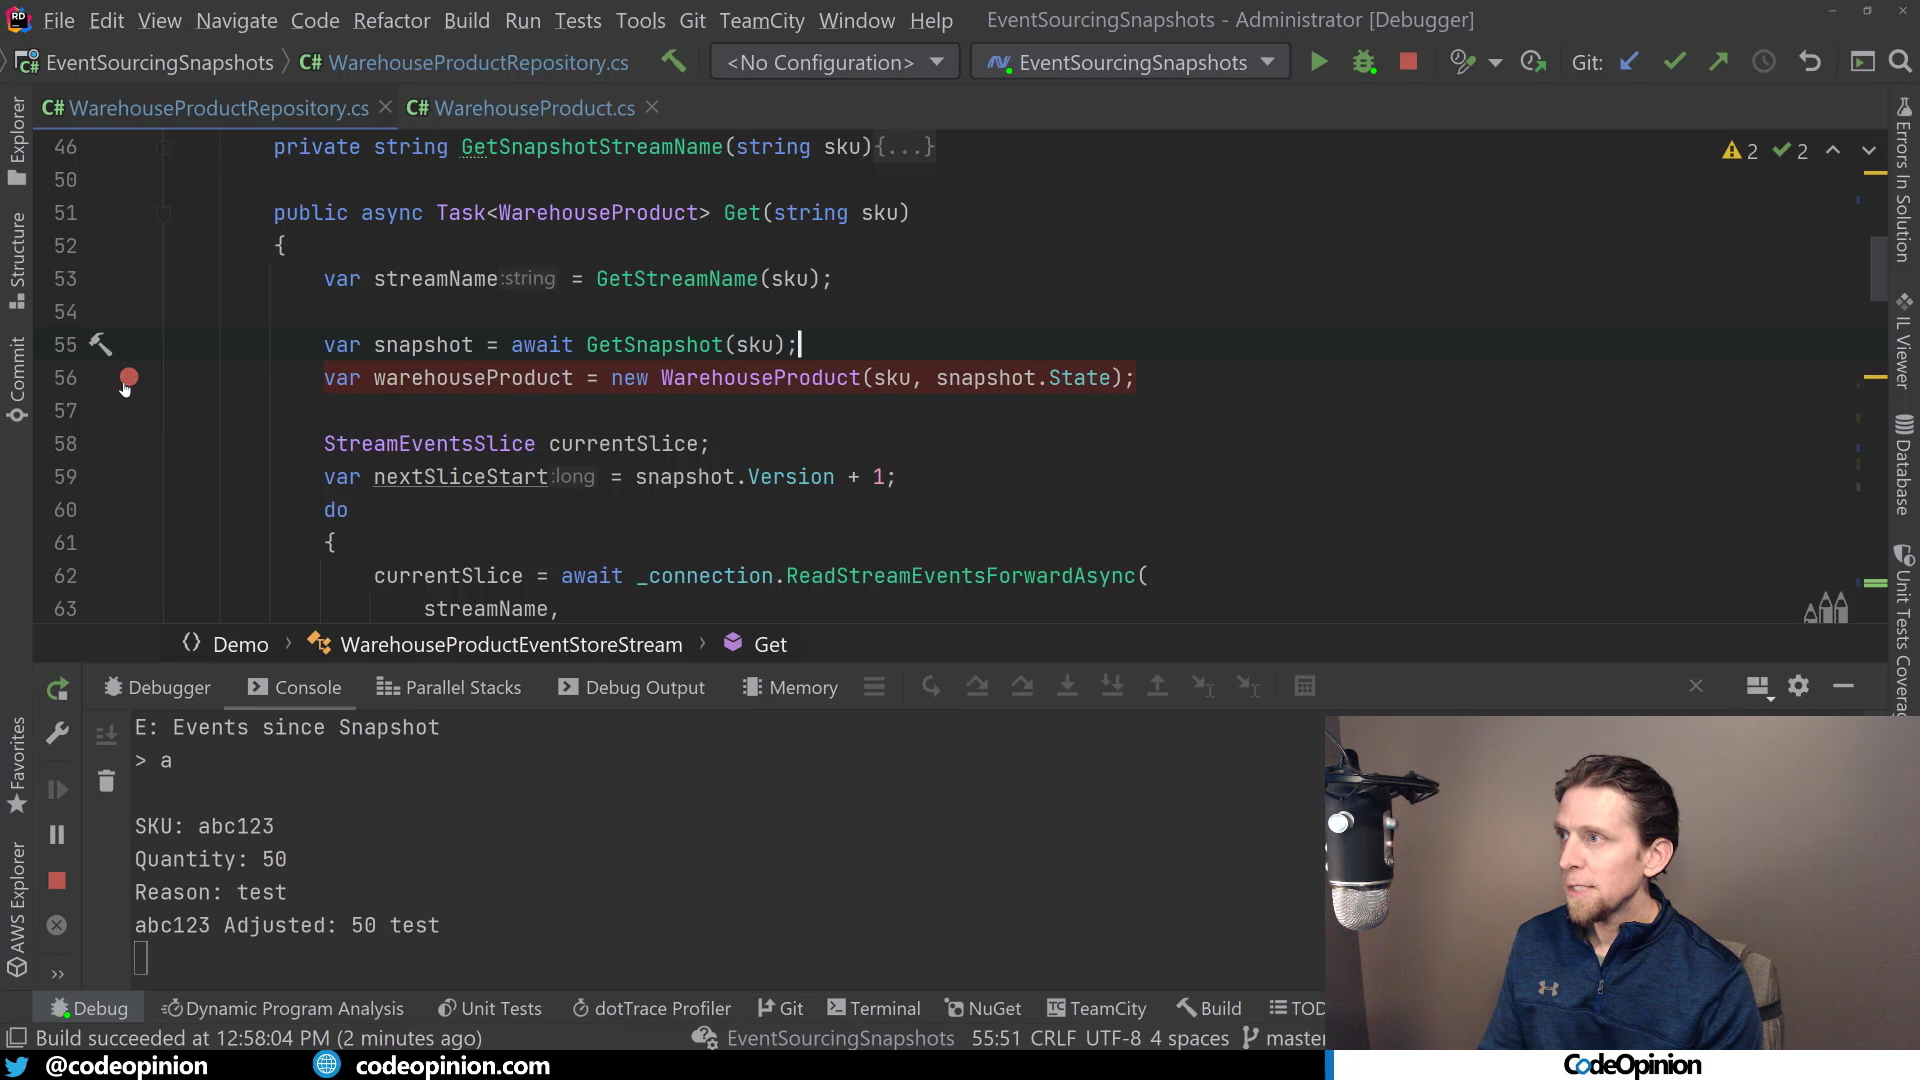 File Edit View Navigate Code Refactor Build Run Tests Tools Git TeamCity Window Help EventSourcingSnapshots - Administrator [Debugger]
EventSourcingSnapshots C# WarehouseProductRepository.cs <No Configuration> EventSourcingSnapshots Git:
C# WarehouseProductRepository.cs C# WarehouseProduct.cs
46 private string GetSnapshotStreamName(string sku){...}
2 2
50
51 public async Task<WarehouseProduct> Get(string sku)
52 {
53 var streamName:string = GetStreamName(sku);
54
55 var snapshot = await GetSnapshot(sku);
56 var warehouseProduct = new WarehouseProduct(sku, snapshot.State);
57
58 StreamEventsSlice currentSlice;
59 var nextSliceStart:long = snapshot.Version + 1;
60 do
61 {
62 currentSlice = await _connection.ReadStreamEventsForwardAsync(
63 streamName,
Demo WarehouseProductEventStoreStream Get
Debugger Console Parallel Stacks Debug Output Memory
E: Events since Snapshot
> a
SKU: abc123
Quantity: 50
Reason: test
abc123 Adjusted: 50 test
Debug Dynamic Program Analysis Unit Tests dotTrace Profiler Git Terminal NuGet TeamCity Build TOD
Build succeeded at 12:58:04 PM (2 minutes ago) EventSourcingSnapshots 55:51 CRLF UTF-8 4 spaces master
@codeopinion codeopinion.com CodeOpinion
Explorer
Structure
Commit
Favorites
AWS Explorer
Errors In Solution
IL Viewer
Database
Unit Tests Coverag